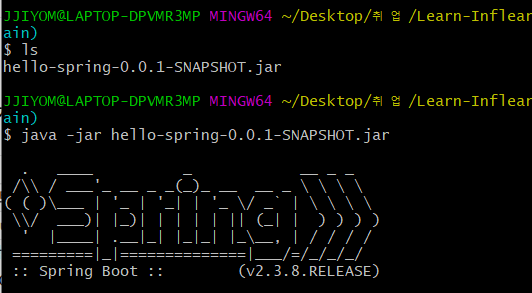 JJIYOM@LAPTOP-DPVMR3MP MINGW64 ~/Desktop/취 업 /Learn-Inflear
ain)
$ ls
hello-spring-0.0.1-SNAPSHOT.jar
JJIYOM@LAPTOP-DPVMR3MP MINGW64 ~/Desktop/취 업 /Learn-Inflear
ain)
$ java -jar hello-spring-0.0.1-SNAPSHOT.jar
  .   ____          _            __ _ _
 /\\ / ___'_ __ _ _(_)_ __  __ _ \ \ \ \
( ( )\___ | '_ | '_| | '_ \/ _` | \ \ \ \
 \\/  ___)| |_)| | | | | || (_| |  ) ) ) )
  '  |____| .__|_| |_|_| |_\__, | / / / /
 =========|_|==============|___/=/_/_/_/
 :: Spring Boot ::        (v2.3.8.RELEASE)